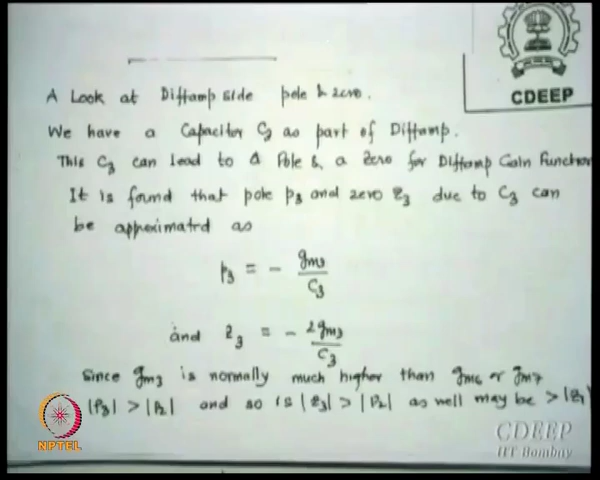 CDEEP
A Look at Diffamp side pole & zero.
We have a Capacitor C3 as part of Diffamp.
This C3 can lead to A Pole & a Zero for Diffamp Gain Function
It is found that pole p3 and zero z3 due to C3 can
be appximatrd as
p3 = - gm3/C3
and z3 = - 2gm3/C3
Since gm3 is normally much higher than gm6 or gm7
|p3| > |p2| and so is |z3| > |p2| as well may be > |z1|
NPTEL
CDEEP
IIT Bombay